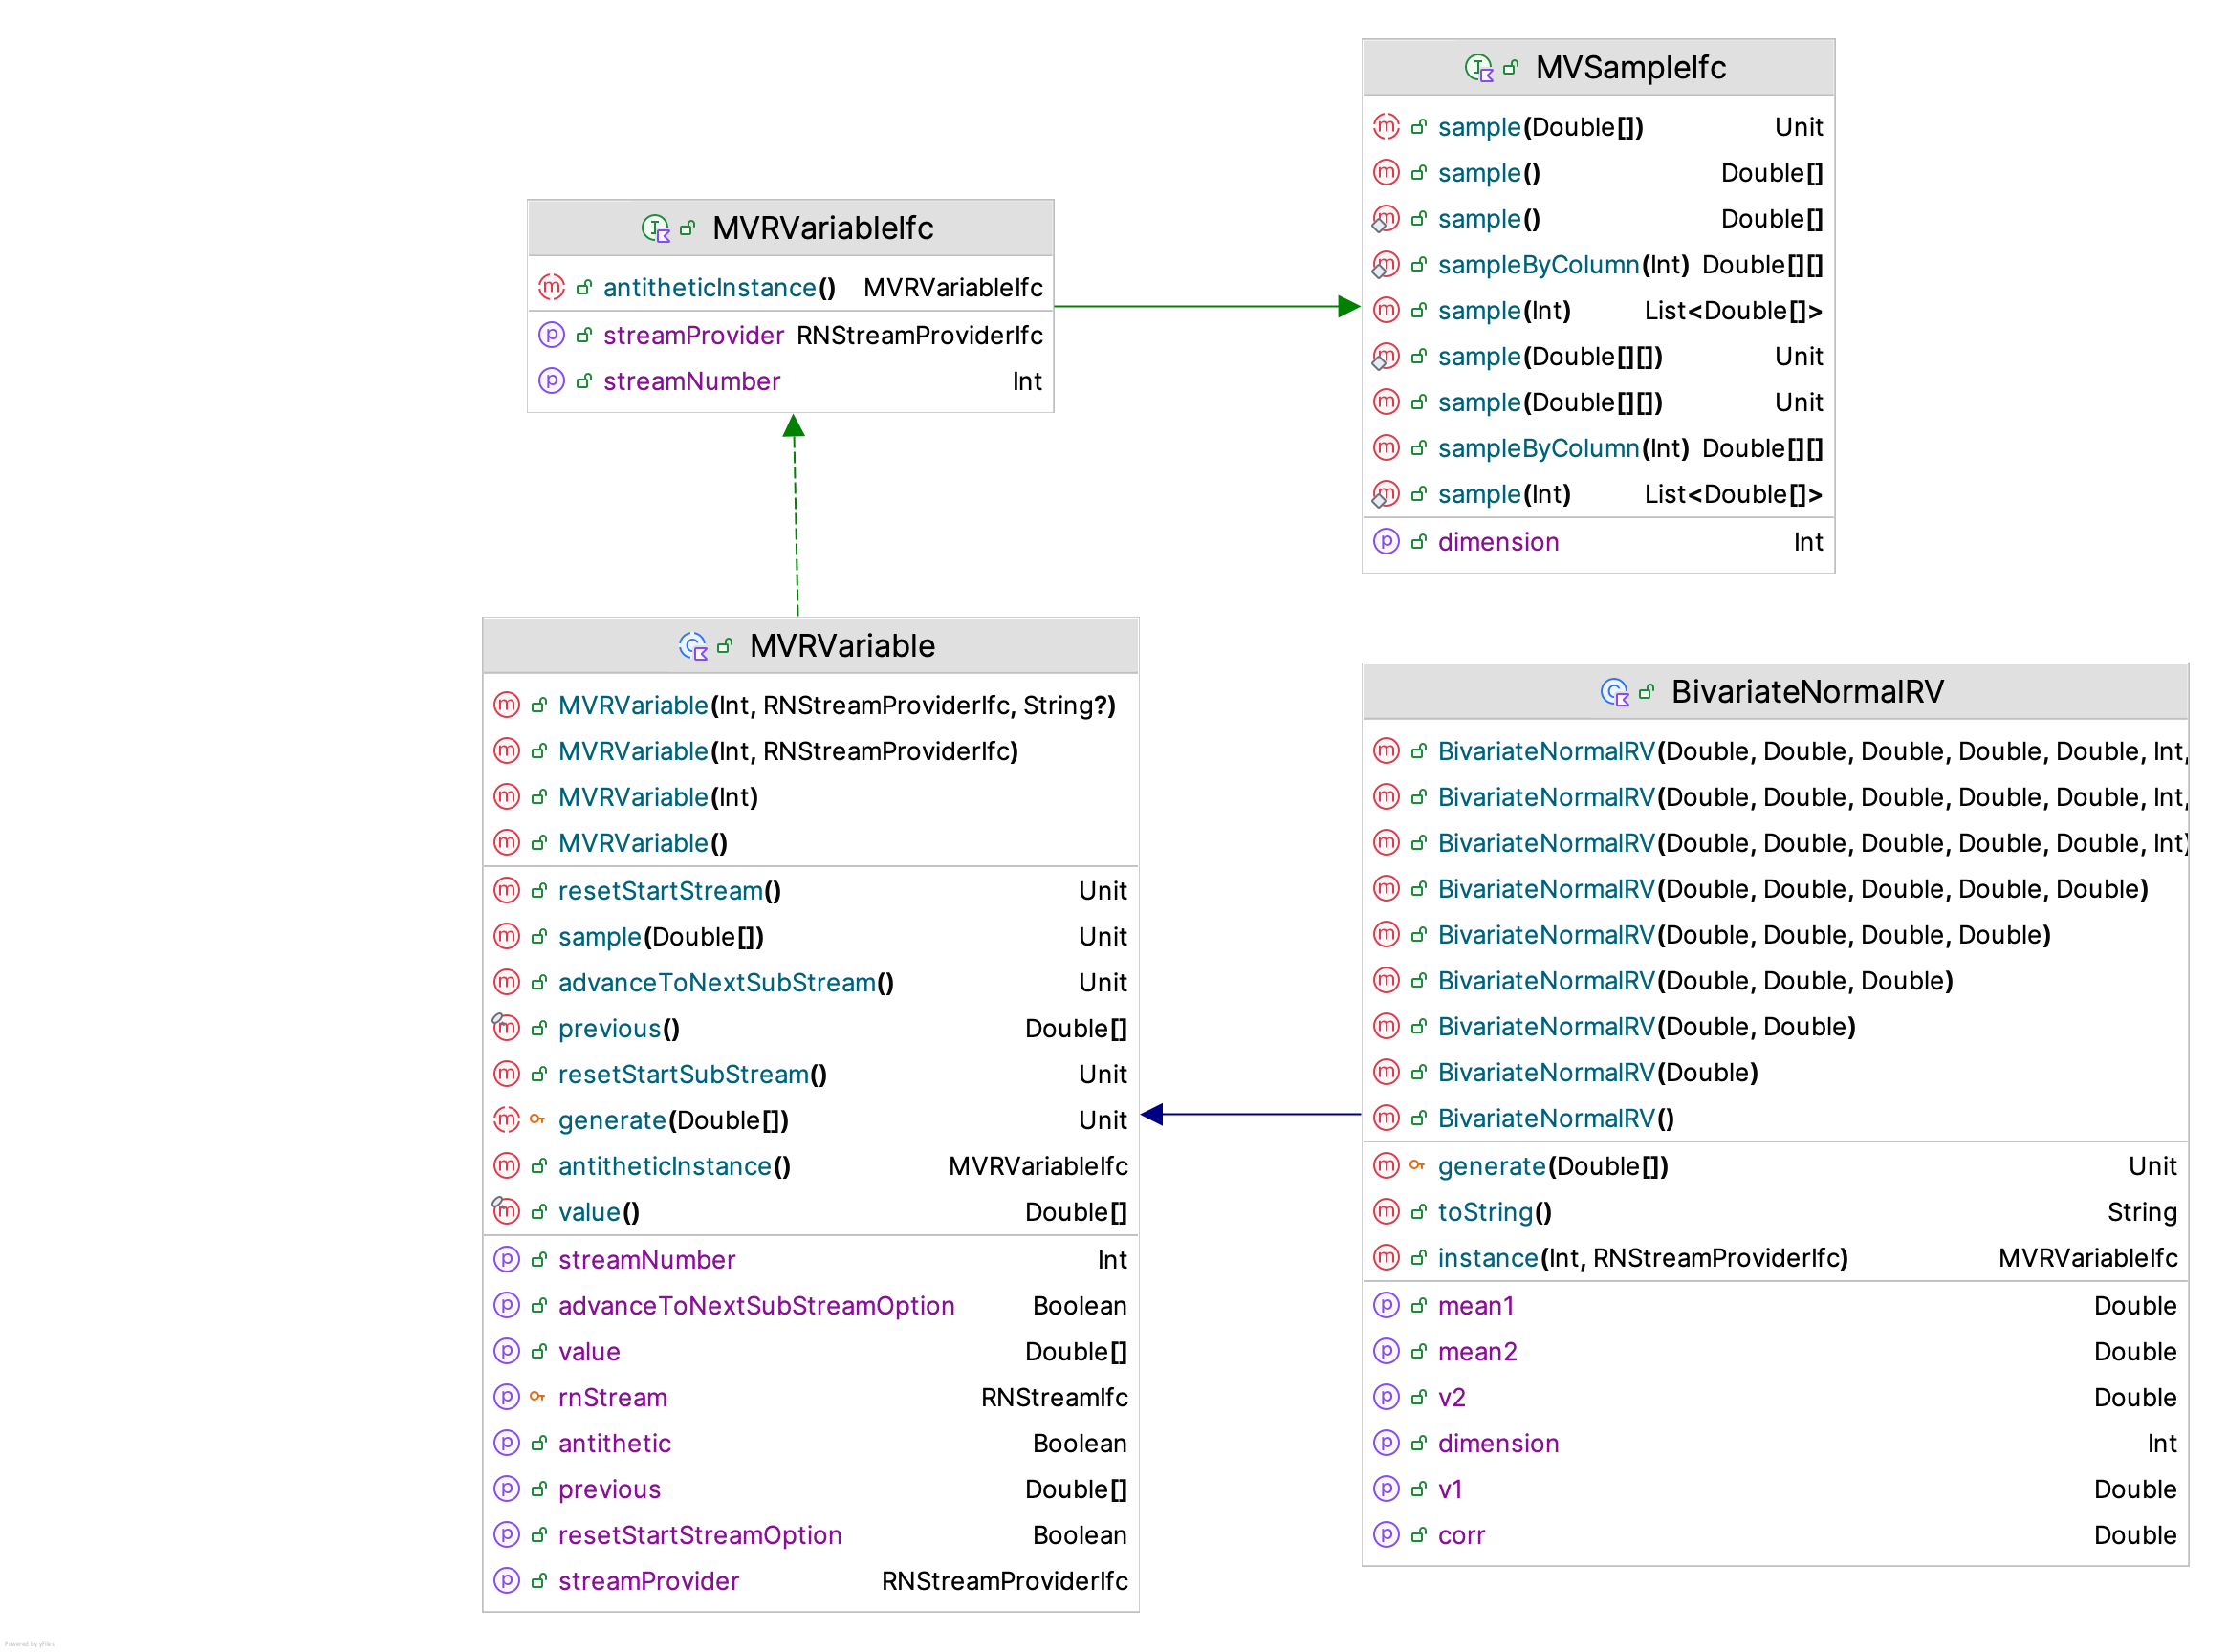 MVSampleIfc
sample(Double[]) Unit
sample() Double[]
sample() Double[]
sampleByColumn(Int) Double[][]
sample(Int) List<Double[]>
sample(Double[][]) Unit
sample(Double[][]) Unit
sampleByColumn(Int) Double[][]
sample(Int) List<Double[]>
dimension Int
MVRVariableIfc
antitheticInstance() MVRVariableIfc
streamProvider RNStreamProviderIfc
streamNumber Int
MVRVariable
MVRVariable(Int, RNStreamProviderIfc, String?)
MVRVariable(Int, RNStreamProviderIfc)
MVRVariable(Int)
MVRVariable()
resetStartStream() Unit
sample(Double[]) Unit
advanceToNextSubStream() Unit
previous() Double[]
resetStartSubStream() Unit
generate(Double[]) Unit
antitheticInstance() MVRVariableIfc
value() Double[]
streamNumber Int
advanceToNextSubStreamOption Boolean
value Double[]
rnStream RNStreamIfc
antithetic Boolean
previous Double[]
resetStartStreamOption Boolean
streamProvider RNStreamProviderIfc
BivariateNormalRV
BivariateNormalRV(Double, Double, Double, Double, Double, Int,
BivariateNormalRV(Double, Double, Double, Double, Double, Int,
BivariateNormalRV(Double, Double, Double, Double, Double, Int)
BivariateNormalRV(Double, Double, Double, Double, Double)
BivariateNormalRV(Double, Double, Double, Double)
BivariateNormalRV(Double, Double, Double)
BivariateNormalRV(Double, Double)
BivariateNormalRV(Double)
BivariateNormalRV()
generate(Double[]) Unit
toString() String
instance(Int, RNStreamProviderIfc) MVRVariableIfc
mean1 Double
mean2 Double
v2 Double
dimension Int
v1 Double
corr Double
Powered by yFiles